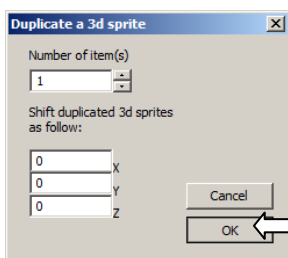 Duplicate a 3d sprite
Number of item(s)
1
Shift duplicated 3d sprites
as follow:
0 X
0 Y
0 Z
Cancel
OK